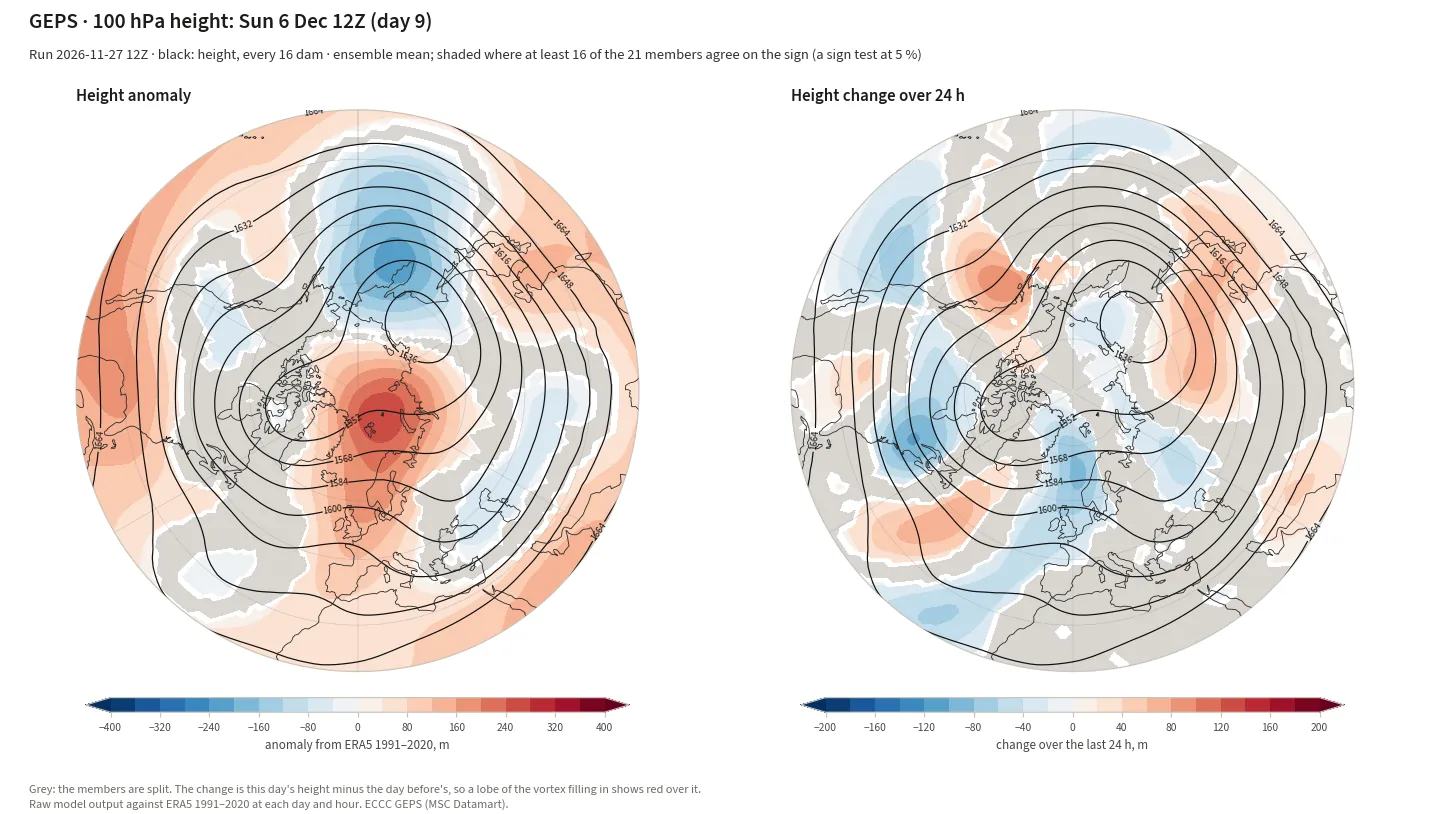 GEPS · 100 hPa height: Sun 6 Dec 12Z (day 9)
Run 2026-11-27 12Z · black: height, every 16 dam · ensemble mean; shaded where at least 16 of the 21 members agree on the sign (a sign test at 5 %)
Height anomaly
Height change over 24 h
1664
1632
1664
1616
1648
1536
1552
1568
1584
1600
1664
1664
1664
1632
1664
1616
1648
1536
1552
1568
1584
1600
1664
1664
−400 −320 −240 −160 −80 0 80 160 240 320 400
anomaly from ERA5 1991–2020, m
−200 −160 −120 −80 −40 0 40 80 120 160 200
change over the last 24 h, m
Grey: the members are split. The change is this day's height minus the day before's, so a lobe of the vortex filling in shows red over it.
Raw model output against ERA5 1991–2020 at each day and hour. ECCC GEPS (MSC Datamart).